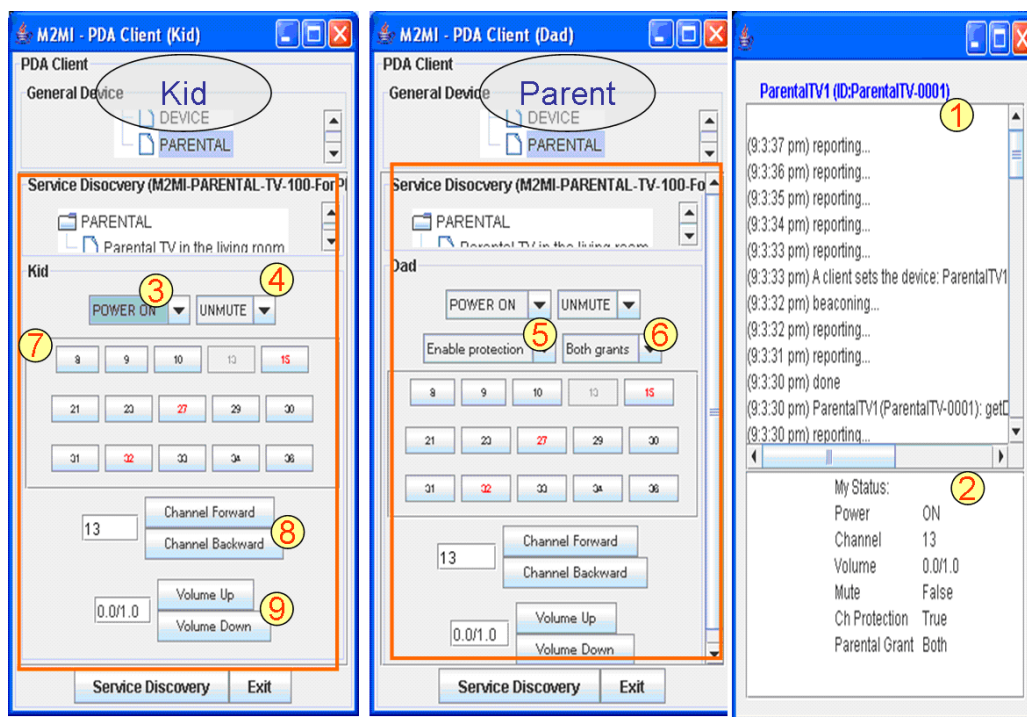 M2MI - PDA Client (Kid)
PDA Client
General Device
Kid
DEVICE
PARENTAL
Service Disocvery (M2MI-PARENTAL-TV-100-ForP
PARENTAL
Parental TV in the living room
Kid
3
4
POWER ON
UNMUTE
7
8 9 10 13 15
21 23 27 29 30
31 32 33 34 36
13
Channel Forward
Channel Backward
8
0.0/1.0
Volume Up
Volume Down
9
Service Discovery
Exit
M2MI - PDA Client (Dad)
PDA Client
General Device
Parent
DEVICE
PARENTAL
Service Disocvery (M2MI-PARENTAL-TV-100-Fo
PARENTAL
Parental TV in the living room
Dad
POWER ON
UNMUTE
5
6
Enable protection
Both grants
8 9 10 13 15
21 23 27 29 30
31 32 33 34 36
13
Channel Forward
Channel Backward
0.0/1.0
Volume Up
Volume Down
Service Discovery
Exit
ParentalTV1 (ID:ParentalTV-0001)
1
(9:3:37 pm) reporting...
(9:3:36 pm) reporting...
(9:3:35 pm) reporting...
(9:3:34 pm) reporting...
(9:3:33 pm) reporting...
(9:3:33 pm) A client sets the device: ParentalTV1
(9:3:32 pm) beaconing...
(9:3:32 pm) reporting...
(9:3:31 pm) reporting...
(9:3:30 pm) done
(9:3:30 pm) ParentalTV1(ParentalTV-0001): get
(9:3:30 pm) reporting...
My Status:
2
Power ON
Channel 13
Volume 0.0/1.0
Mute False
Ch Protection True
Parental Grant Both